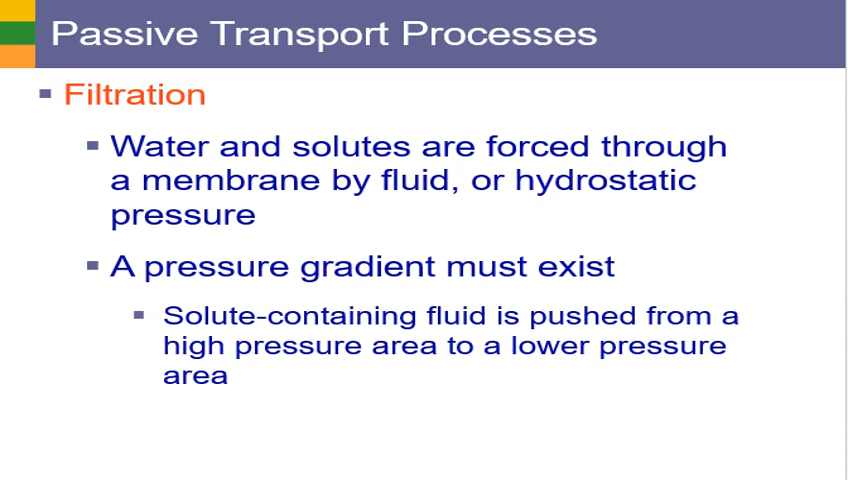 Passive Transport Processes
Filtration
Water and solutes are forced through
a membrane by fluid, or hydrostatic
pressure
A pressure gradient must exist
Solute-containing fluid is pushed from a
high pressure area to a lower pressure
area